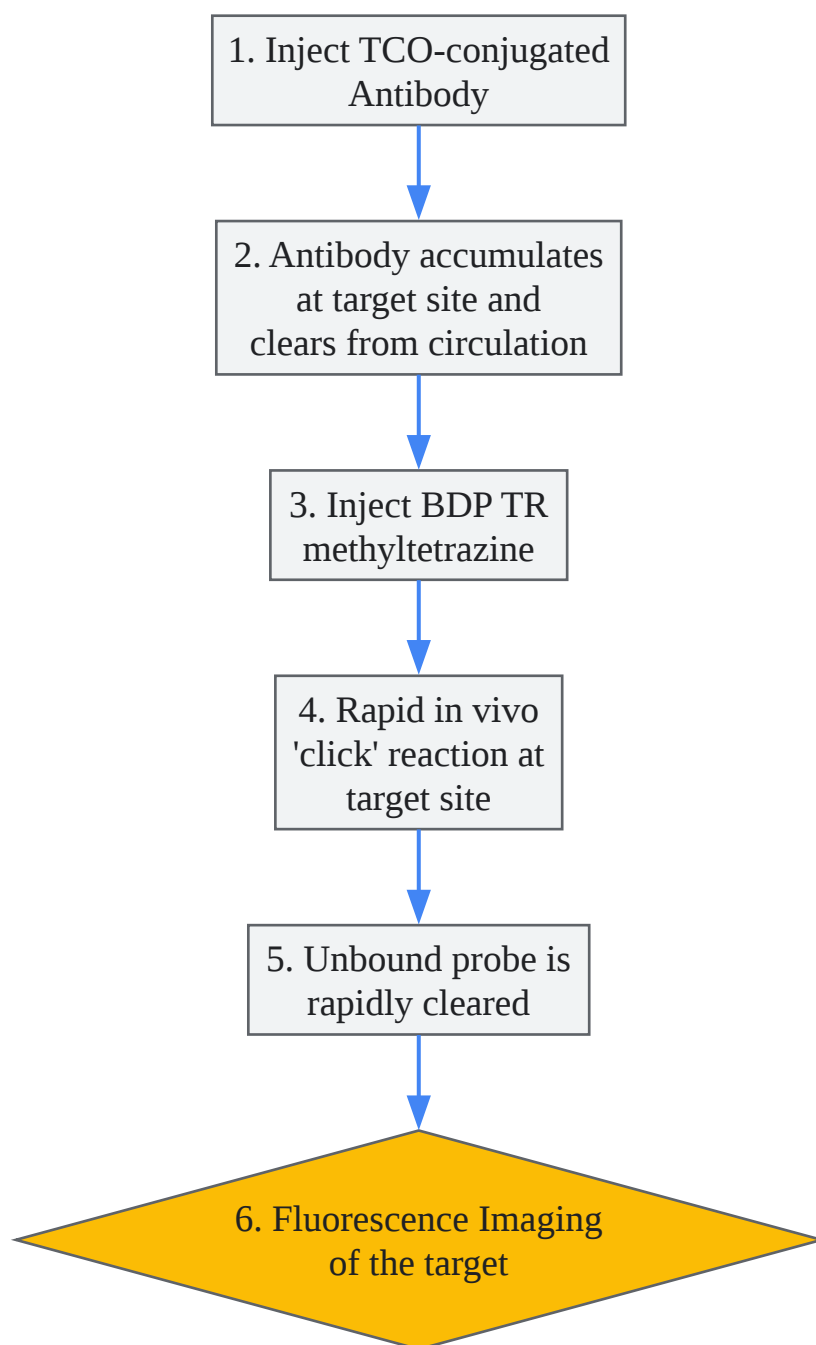 1. Inject TCO-conjugated
Antibody
2. Antibody accumulates
at target site and
clears from circulation
3. Inject BDP TR
methyltetrazine
4. Rapid in vivo
'click' reaction at
target site
5. Unbound probe is
rapidly cleared
6. Fluorescence Imaging
of the target